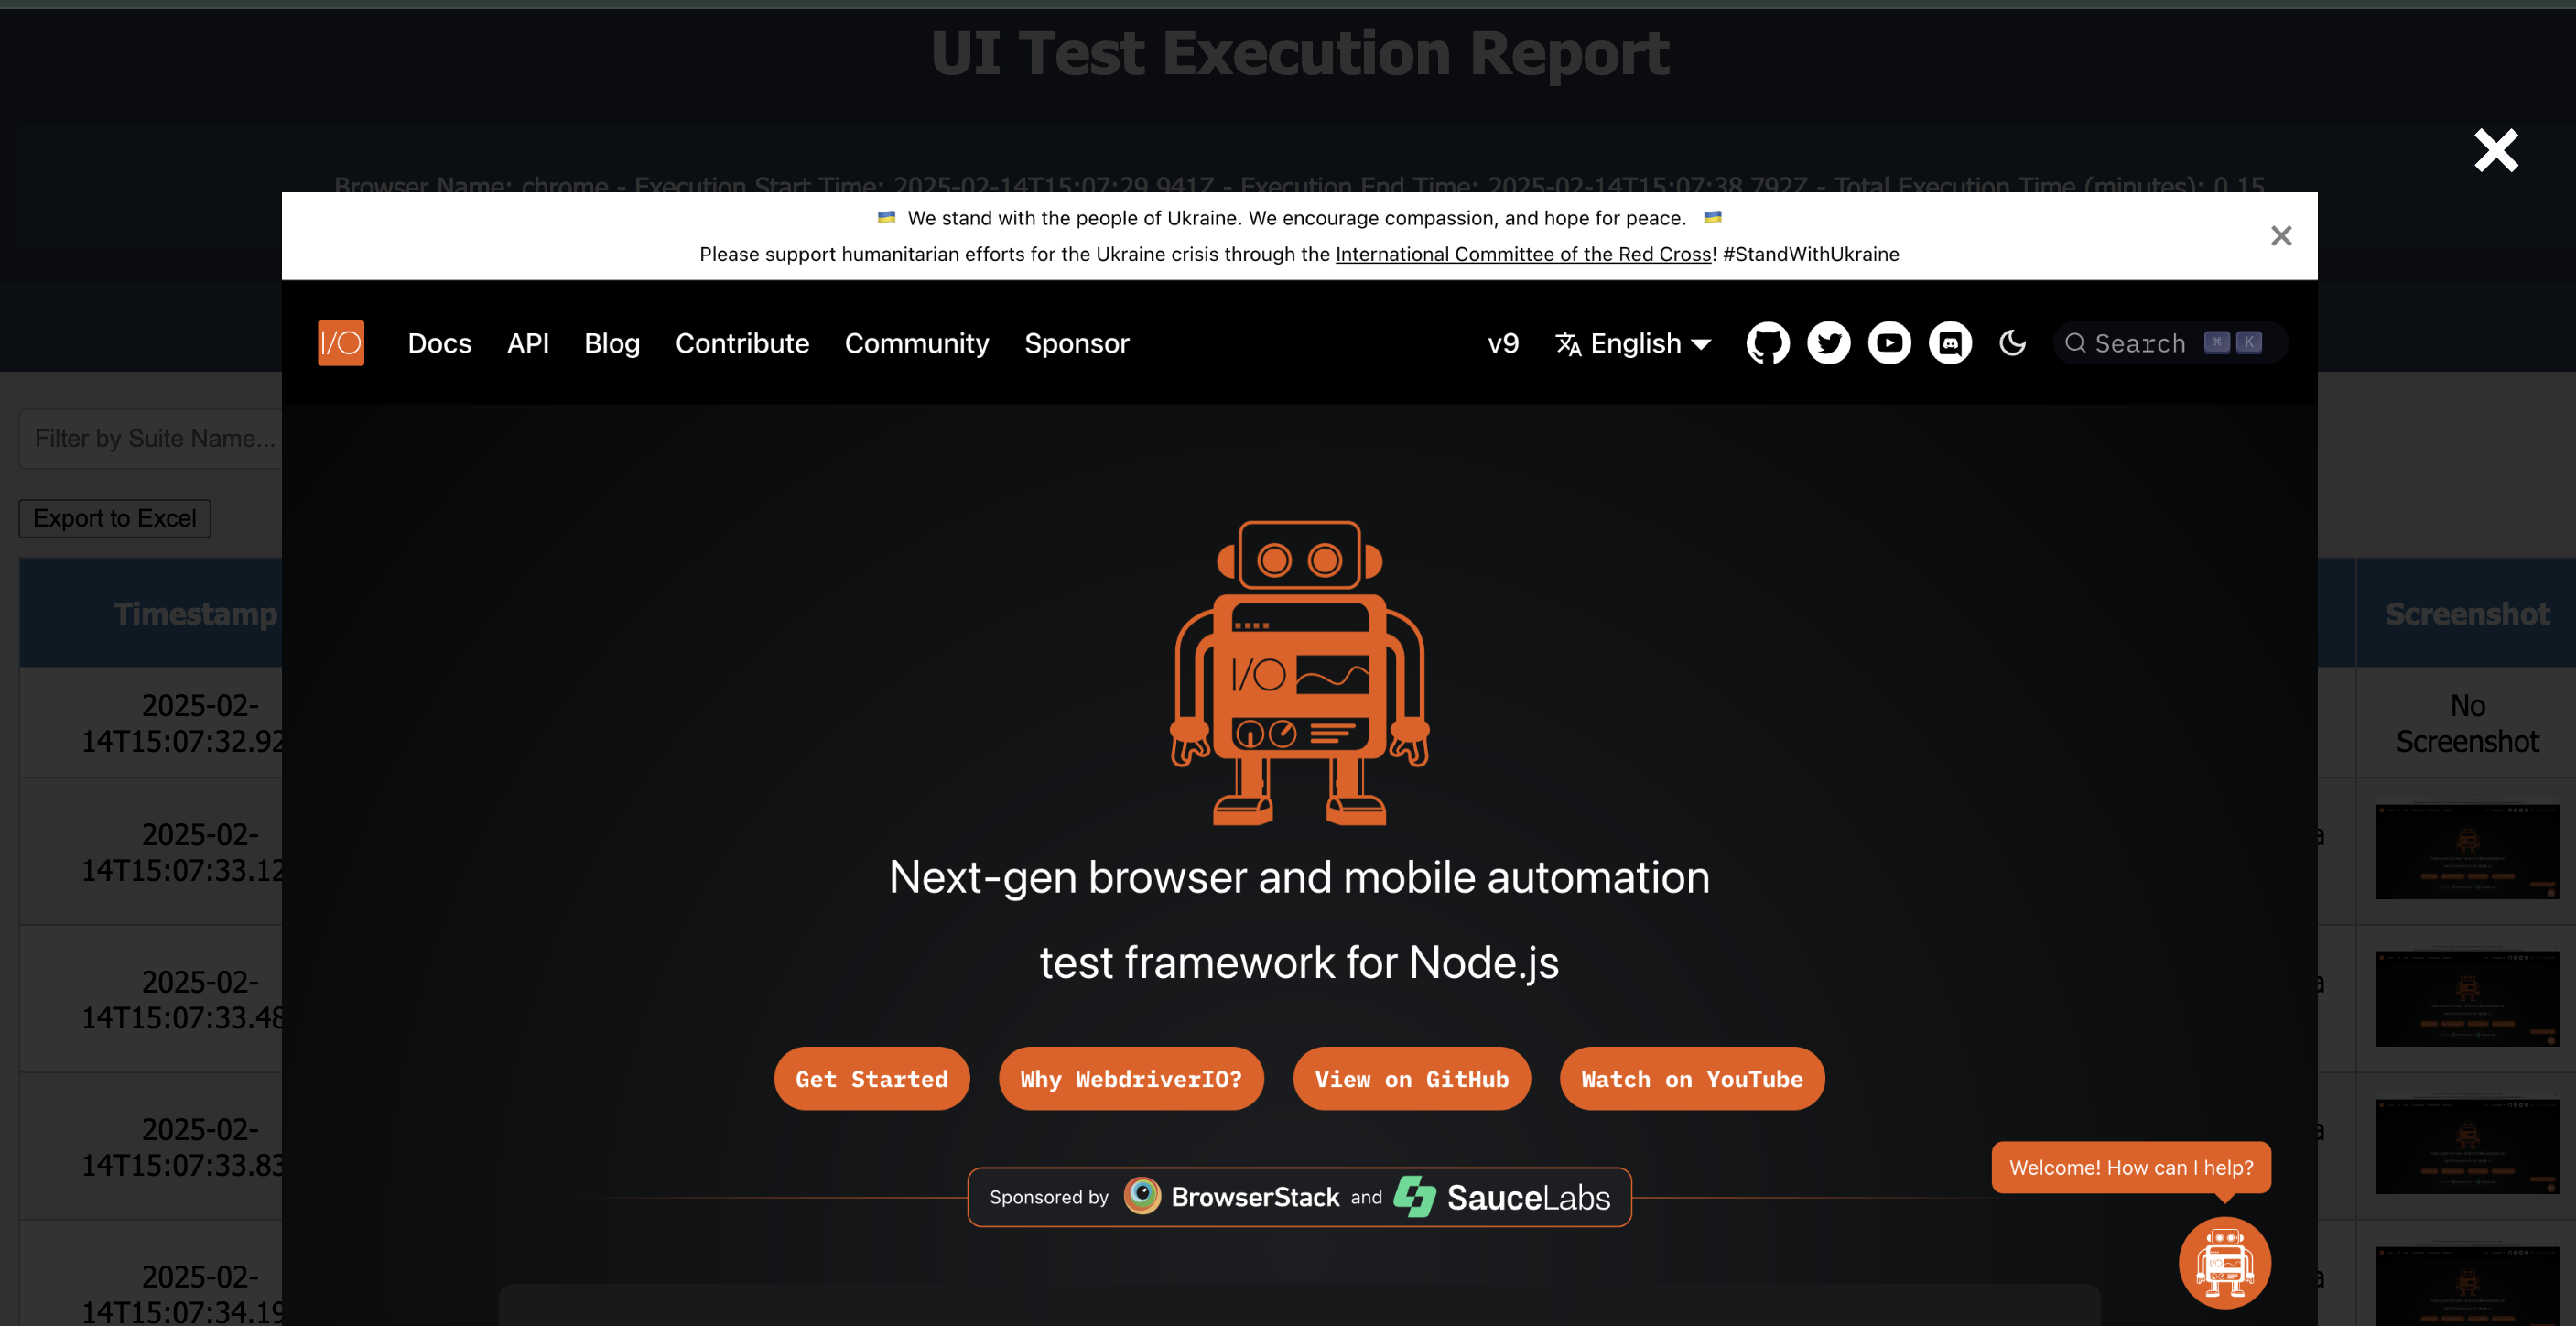 UI Test Execution Report
Browser Name: chrome - Execution Start Time: 2025-02-14T15:07:29.941Z - Execution End Time: 2025-02-14T15:07:38.792Z - Total Execution Time (minutes): 0.15
We stand with the people of Ukraine. We encourage compassion, and hope for peace.
Please support humanitarian efforts for the Ukraine crisis through the International Committee of the Red Cross! #StandWithUkraine
I/O Docs API Blog Contribute Community Sponsor v9 English Search ⌘ K
Filter by Suite Name...
Export to Excel
Timestamp
Screenshot
2025-02-
14T15:07:32.92
No
Screenshot
2025-02-
14T15:07:33.12
2025-02-
14T15:07:33.48
2025-02-
14T15:07:33.83
2025-02-
14T15:07:34.19
I/O
Next-gen browser and mobile automation
test framework for Node.js
Get Started Why WebdriverIO? View on GitHub Watch on YouTube
Sponsored by BrowserStack and SauceLabs
Welcome! How can I help?